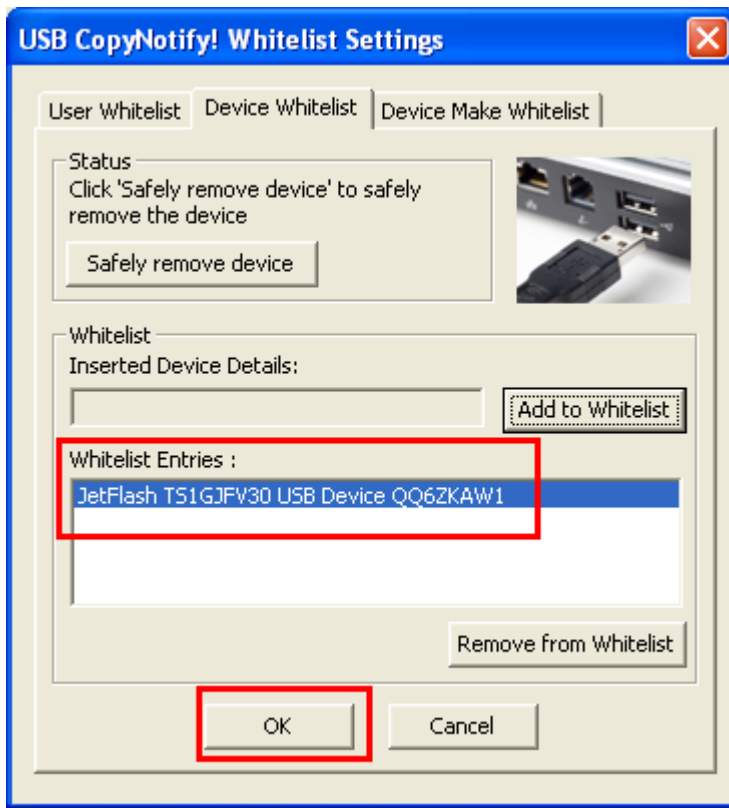 USB CopyNotify! Whitelist Settings
User Whitelist
Device Whitelist
Device Make Whitelist
Status
Click 'Safely remove device' to safely
remove the device
Safely remove device
Whitelist
Inserted Device Details:
Add to Whitelist
Whitelist Entries :
JetFlash TS1GJFV30 USB Device QQ6ZKAW1
Remove from Whitelist
OK
Cancel